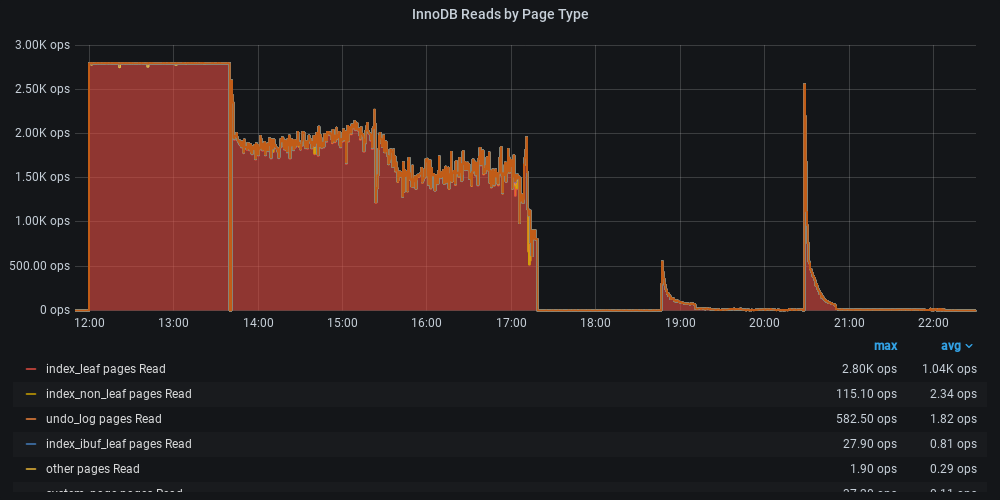 InnoDB Reads by Page Type
3.00K ops
2.50K ops
2.00K ops
1.50K ops
1.00K ops
500.00 ops
0 ops
12:00 13:00 14:00 15:00 16:00 17:00 18:00 19:00 20:00 21:00 22:00
max avg
index_leaf pages Read 2.80K ops 1.04K ops
index_non_leaf pages Read 115.10 ops 2.34 ops
undo_log pages Read 582.50 ops 1.82 ops
index_ibuf_leaf pages Read 27.90 ops 0.81 ops
other pages Read 1.90 ops 0.29 ops